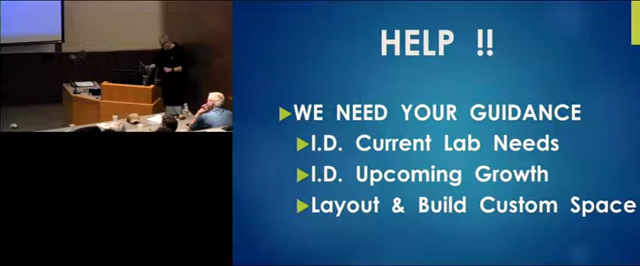 HELP !!
WE NEED YOUR GUIDANCE
I.D. Current Lab Needs
I.D. Upcoming Growth
Layout & Build Custom Space